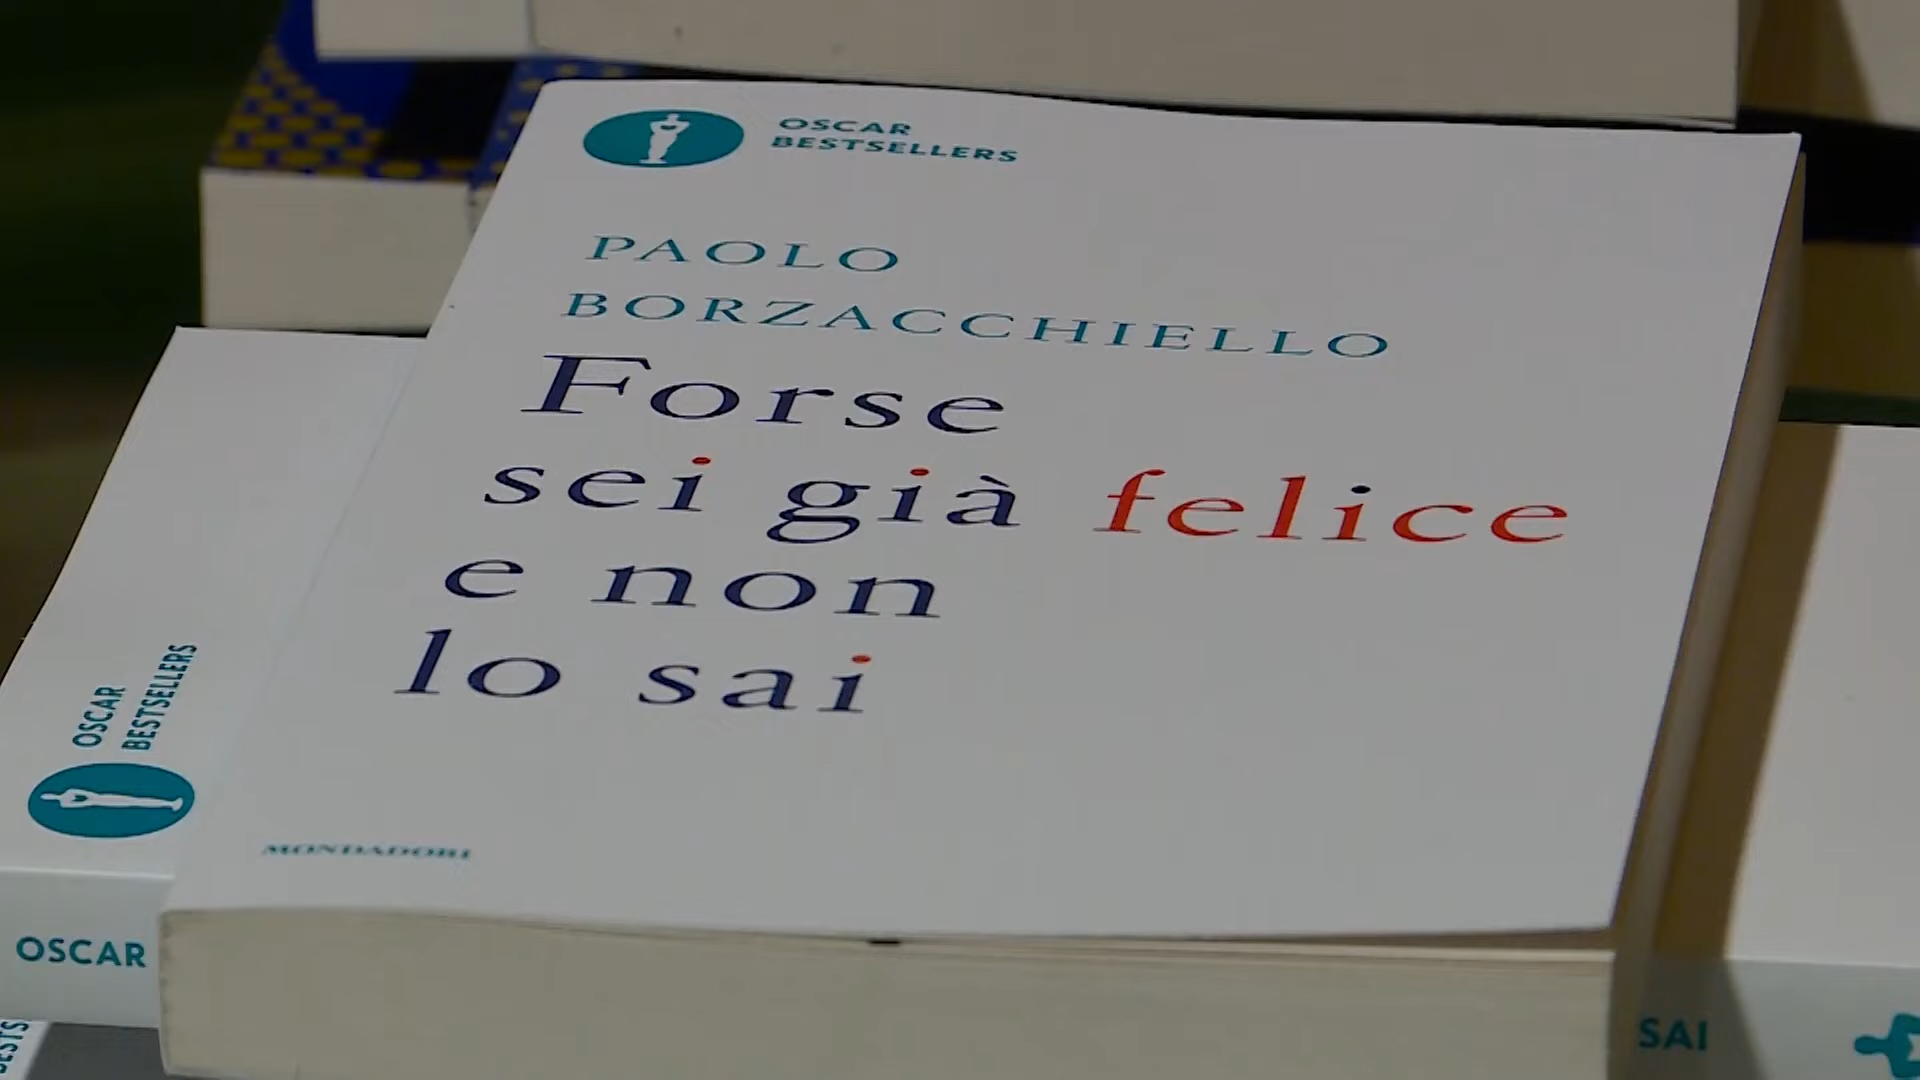 OSCAR
BESTSELLERS
PAOLO
BORZACCHIELLO
Forse
sei già felice
e non
lo sai
MONDADORI
OSCAR
BESTSELLERS
OSCAR
SAI